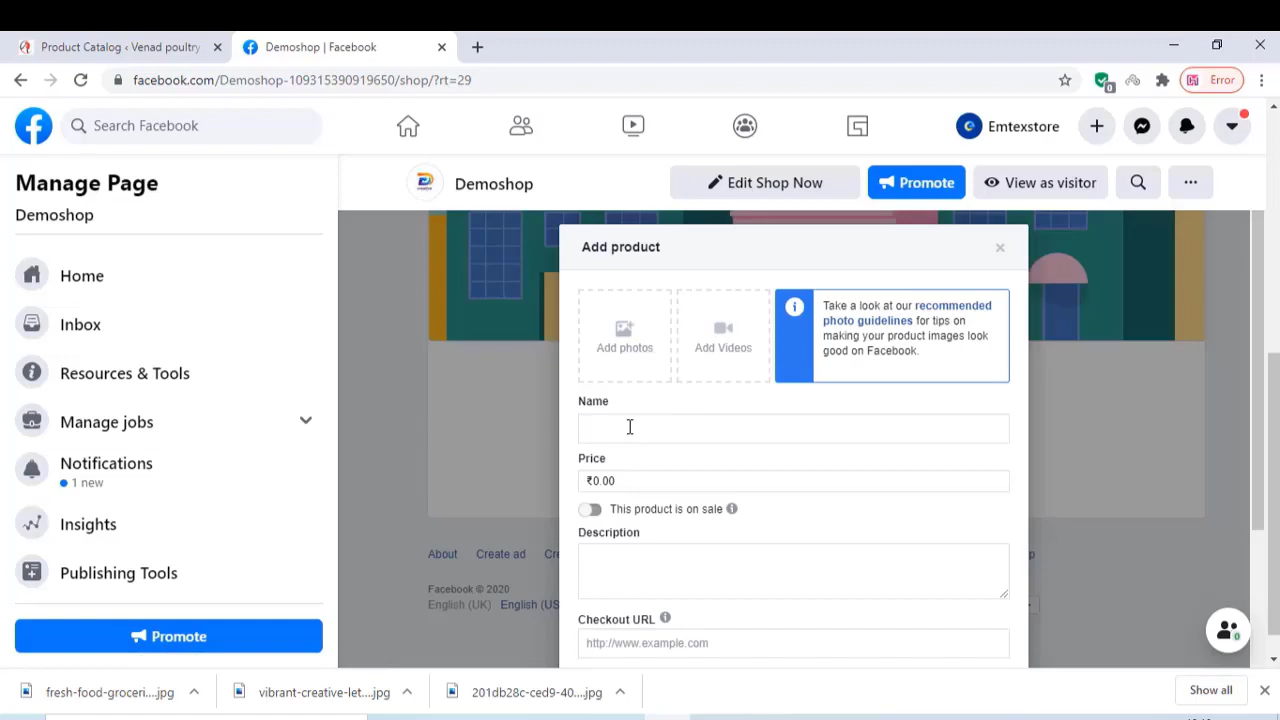 Product Catalog ‹ Venad poultry
Demoshop | Facebook
facebook.com/Demoshop-109315390919650/shop/?rt=29
0
Error
Search Facebook
Emtexstore
Manage Page
Demoshop
Home
Inbox
Resources & Tools
Manage jobs
Notifications
1 new
Insights
Publishing Tools
Promote
Demoshop
Edit Shop Now
Promote
View as visitor
Add product
Add photos
Add Videos
Take a look at our recommended
photo guidelines for tips on
making your product images look
good on Facebook.
Name
Price
₹0.00
This product is on sale
Description
Checkout URL
http://www.example.com
About Create ad
Facebook © 2020
English (UK) English (US
0
fresh-food-groceri....jpg
vibrant-creative-let....jpg
201db28c-ced9-40....jpg
Show all